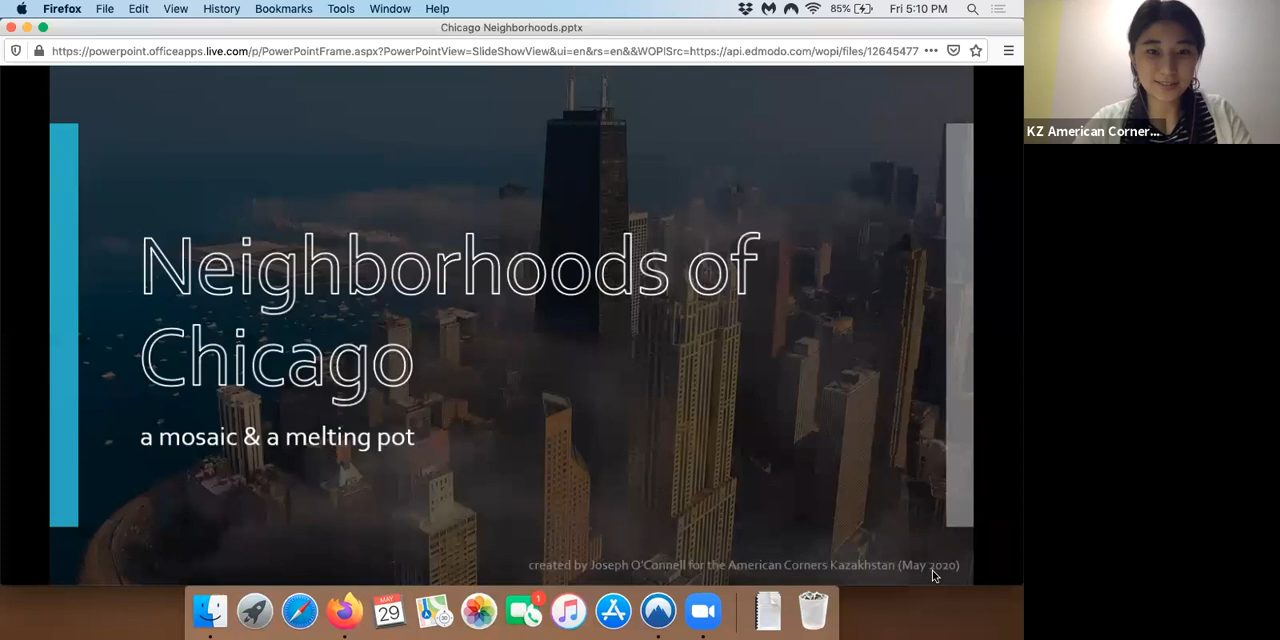 Firefox File Edit View History Bookmarks Tools Window Help 85% Fri 5:10 PM
Chicago Neighborhoods.pptx
https://powerpoint.officeapps.live.com/p/PowerPointFrame.aspx?PowerPointView=SlideShowView&ui=en&rs=en&&WOPISrc=https://api.edmodo.com/wopi/files/12645477
KZ American Corner...
Neighborhoods of
Chicago
a mosaic & a melting pot
created by Joseph O'Connell for the American Corners Kazakhstan (May 2020)
MAY
29
1